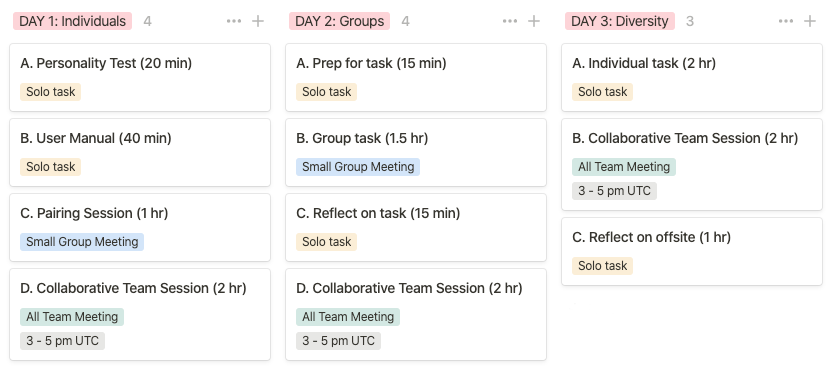 DAY 1: Individuals 4
A. Personality Test (20 min)
Solo task
B. User Manual (40 min)
Solo task
C. Pairing Session (1 hr)
Small Group Meeting
D. Collaborative Team Session (2 hr)
All Team Meeting
3 - 5 pm UTC
DAY 2: Groups 4
A. Prep for task (15 min)
Solo task
B. Group task (1.5 hr)
Small Group Meeting
C. Reflect on task (15 min)
Solo task
D. Collaborative Team Session (2 hr)
All Team Meeting
3 - 5 pm UTC
DAY 3: Diversity 3
A. Individual task (2 hr)
Solo task
B. Collaborative Team Session (2 hr)
All Team Meeting
3 - 5 pm UTC
C. Reflect on offsite (1 hr)
Solo task